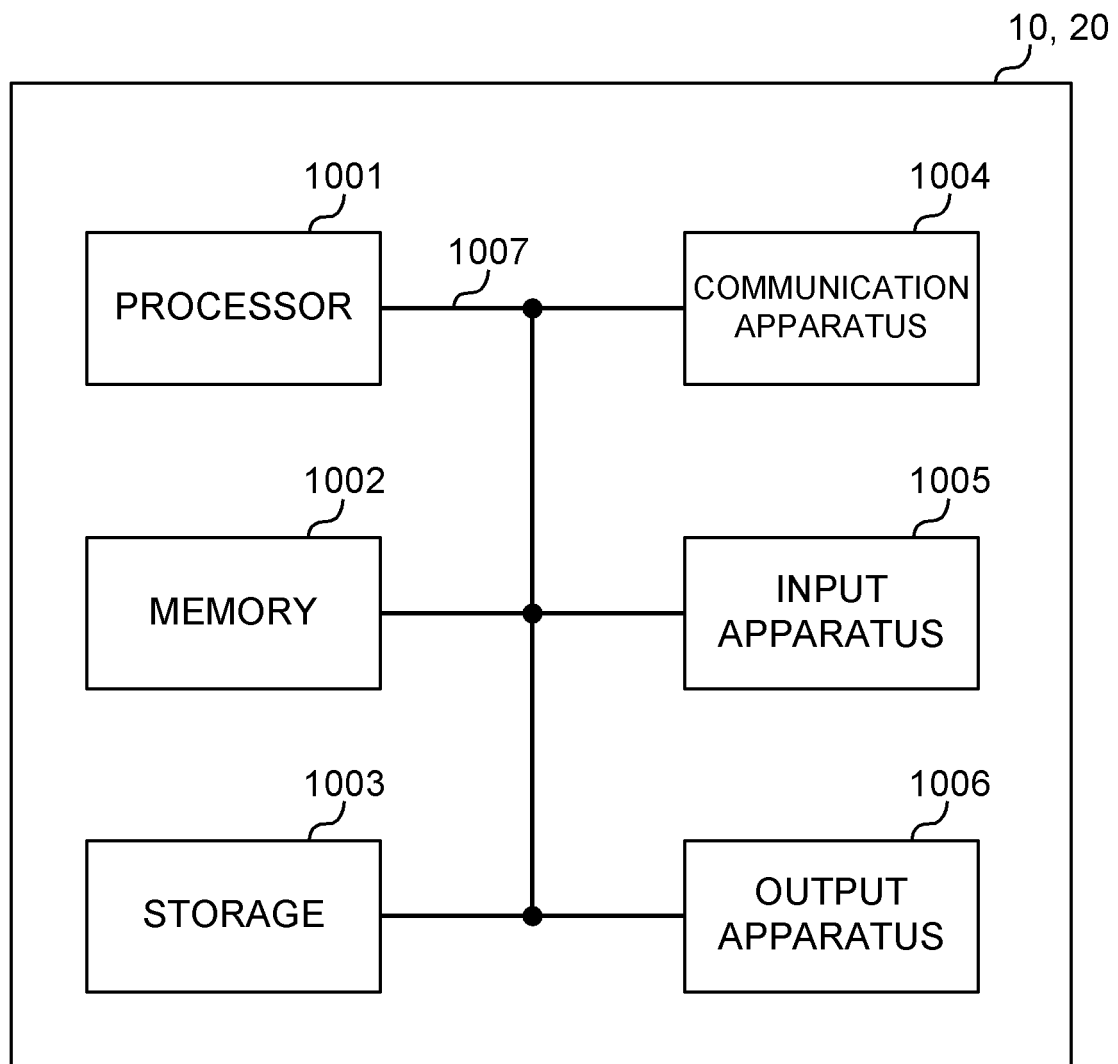 10, 20
1001
1004
PROCESSOR
1007
COMMUNICATION
APPARATUS
1002
1005
MEMORY
INPUT
APPARATUS
1003
1006
STORAGE
OUTPUT
APPARATUS